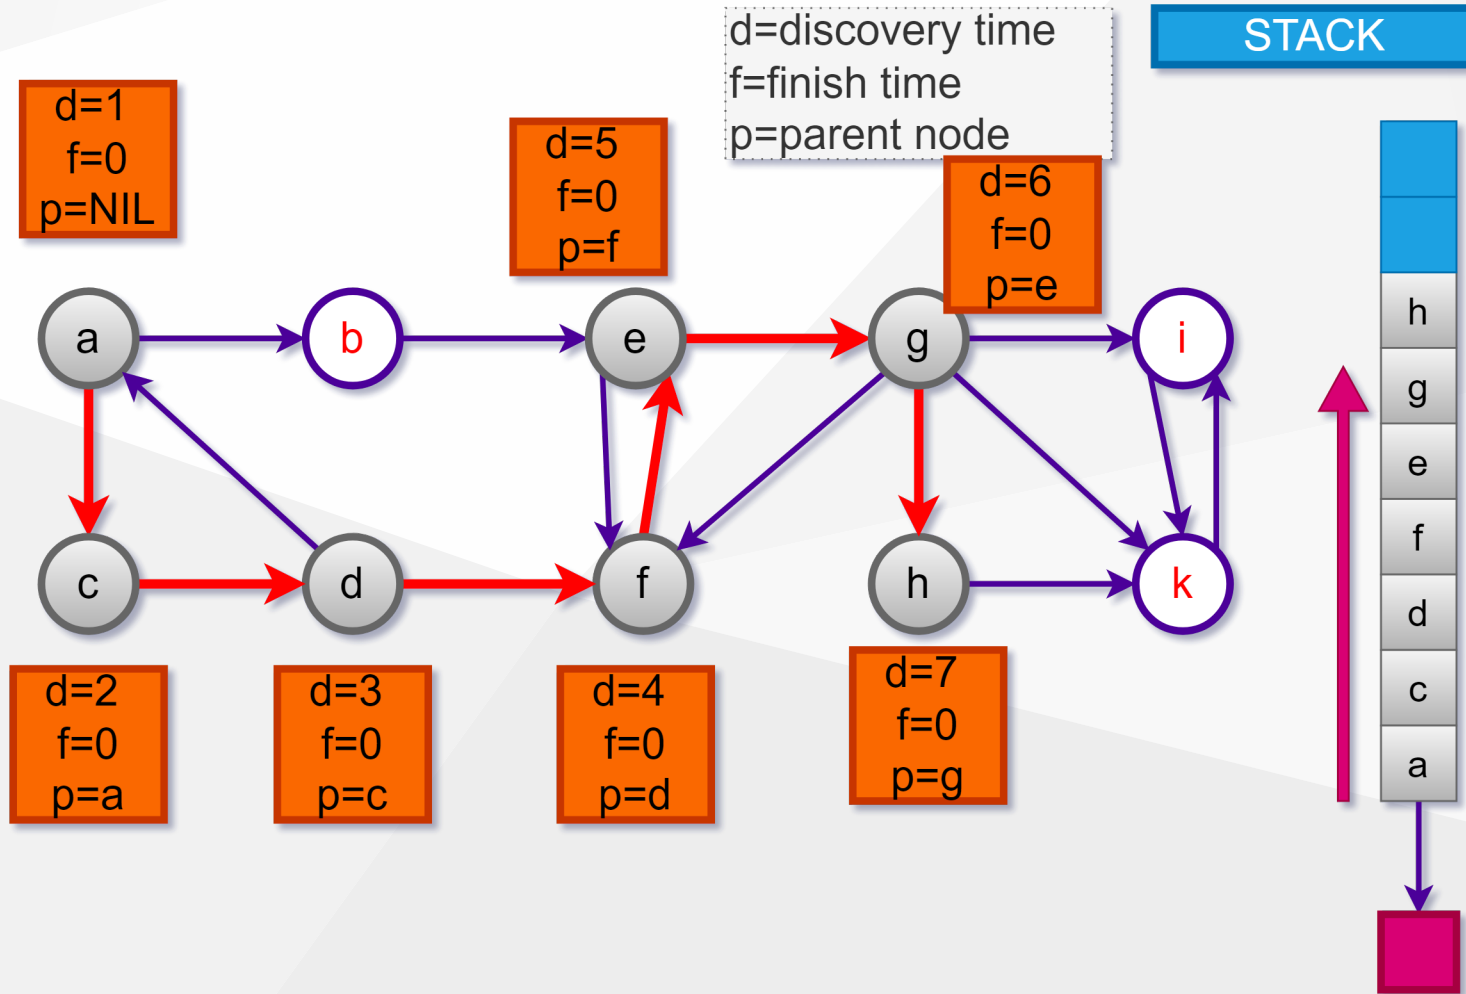 d=discovery time
f=finish time
p=parent node
STACK
d=1
f=0
p=NIL
d=5
f=0
p=f
d=6
f=0
p=e
a
b
e
g
i
c
d
f
h
k
d=2
f=0
p=a
d=3
f=0
p=c
d=4
f=0
p=d
d=7
f=0
p=g
h
g
e
f
d
c
a